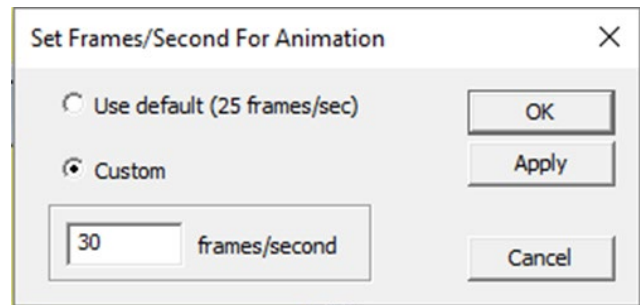 Set Frames/Second For Animation
Use default (25 frames/sec)
OK
Custom
Apply
30 frames/second
Cancel